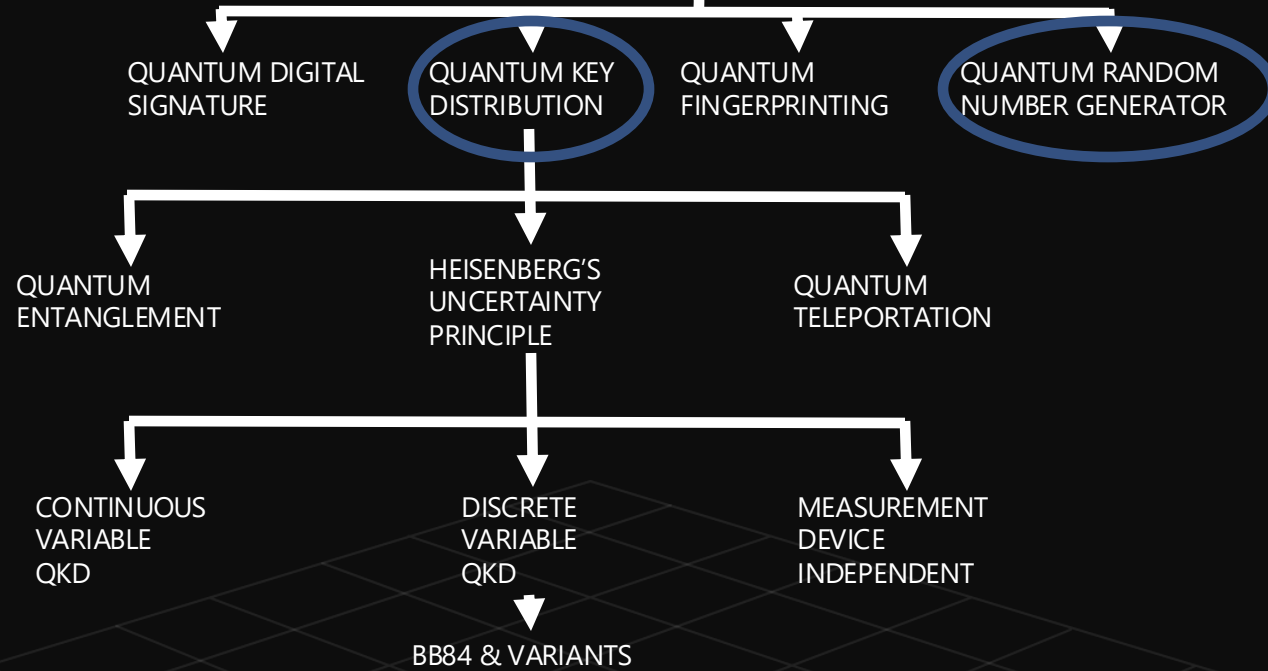 QUANTUM DIGITAL
SIGNATURE
QUANTUM KEY
DISTRIBUTION
QUANTUM
FINGERPRINTING
QUANTUM RANDOM
NUMBER GENERATOR
QUANTUM
ENTANGLEMENT
HEISENBERG’S
UNCERTAINTY
PRINCIPLE
QUANTUM
TELEPORTATION
CONTINUOUS
VARIABLE
QKD
DISCRETE
VARIABLE
QKD
MEASUREMENT
DEVICE
INDEPENDENT
BB84 & VARIANTS